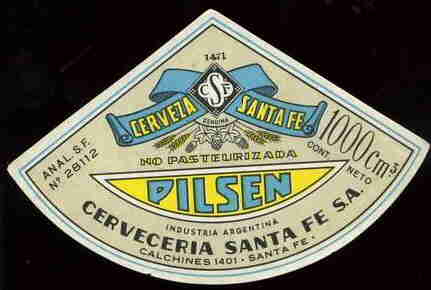 1471
CSF
CERVEZA SANTA FE
GENUINA
NO PASTEURIZADA
PILSEN
INDUSTRIA ARGENTINA
CERVECERIA SANTA FE S.A.
CALCHINES 1401 - SANTA FE -
ANAL. S.F.
Nº 28112
1000 cm³
CONT. NETO